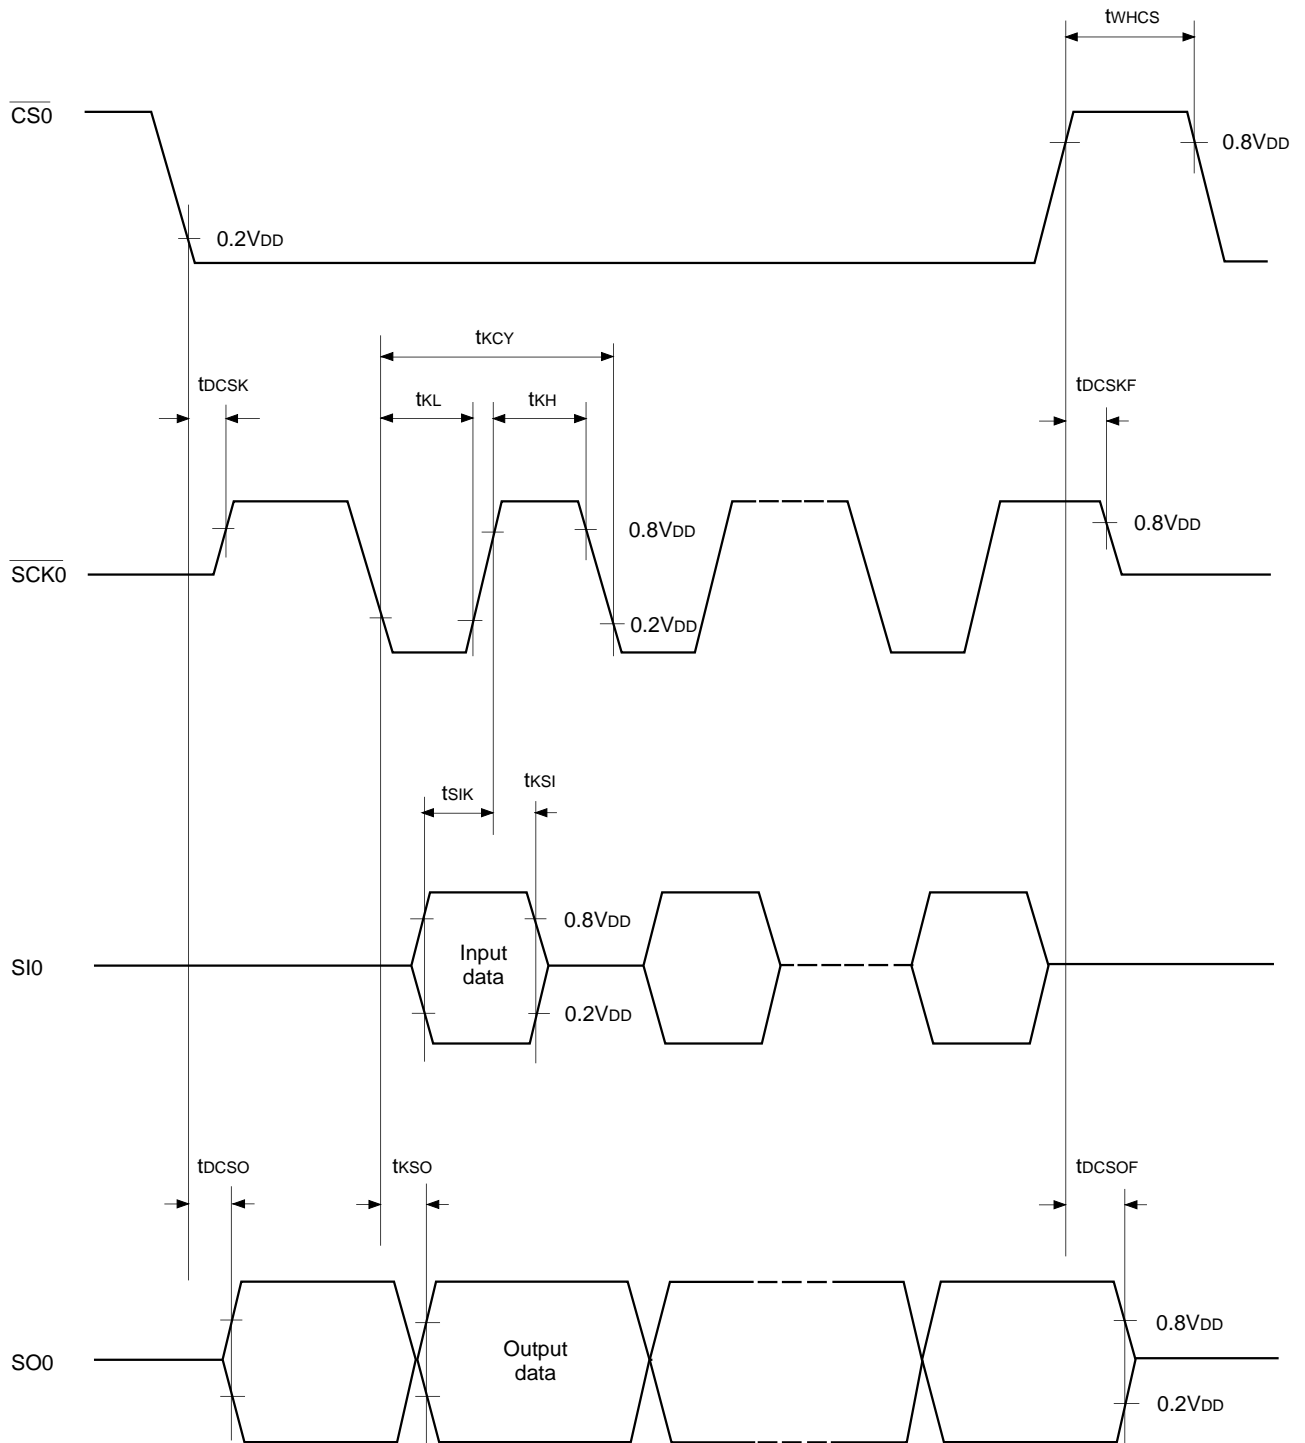 tWHCS
CS0
0.8VDD
0.2VDD
tKCY
tDCSK
tKL
tKH
tDCSKF
0.8VDD
0.8VDD
SCK0
0.2VDD
tSIK
tKSI
0.8VDD
Input
data
SI0
0.2VDD
tDCSO
tKSO
tDCSOF
0.8VDD
SO0
Output
data
0.2VDD